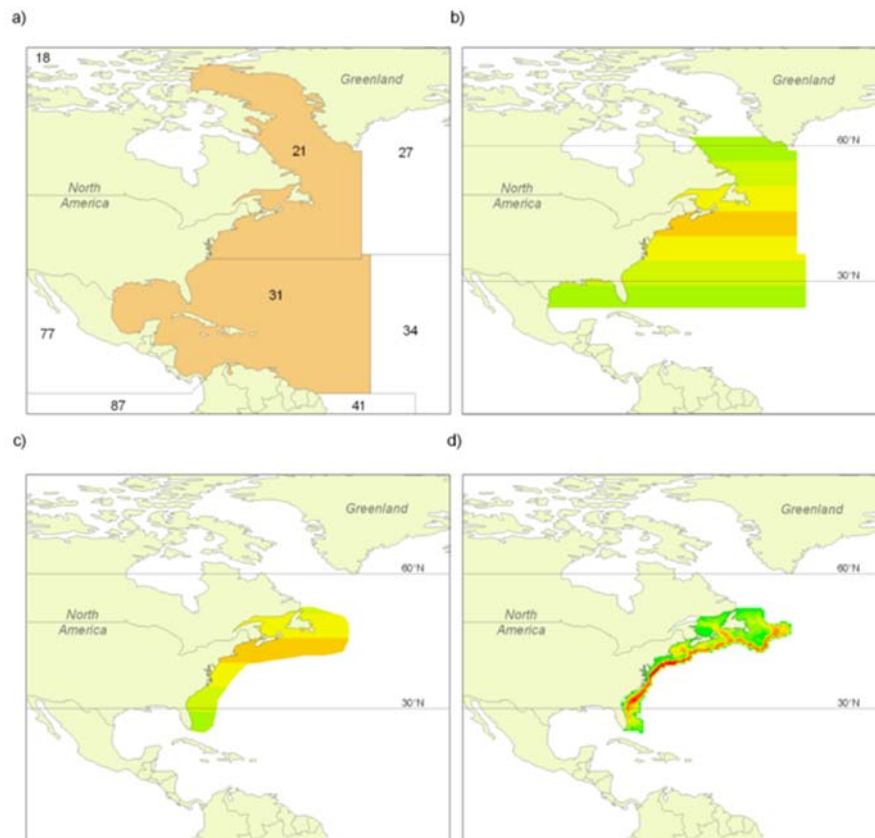 a)
b)
18
Greenland
21
27
North
America
31
77
34
87
41
Greenland
60°N
North
America
30°N
c)
d)
Greenland
60°N
North
America
30°N
Greenland
60°N
North
America
30°N